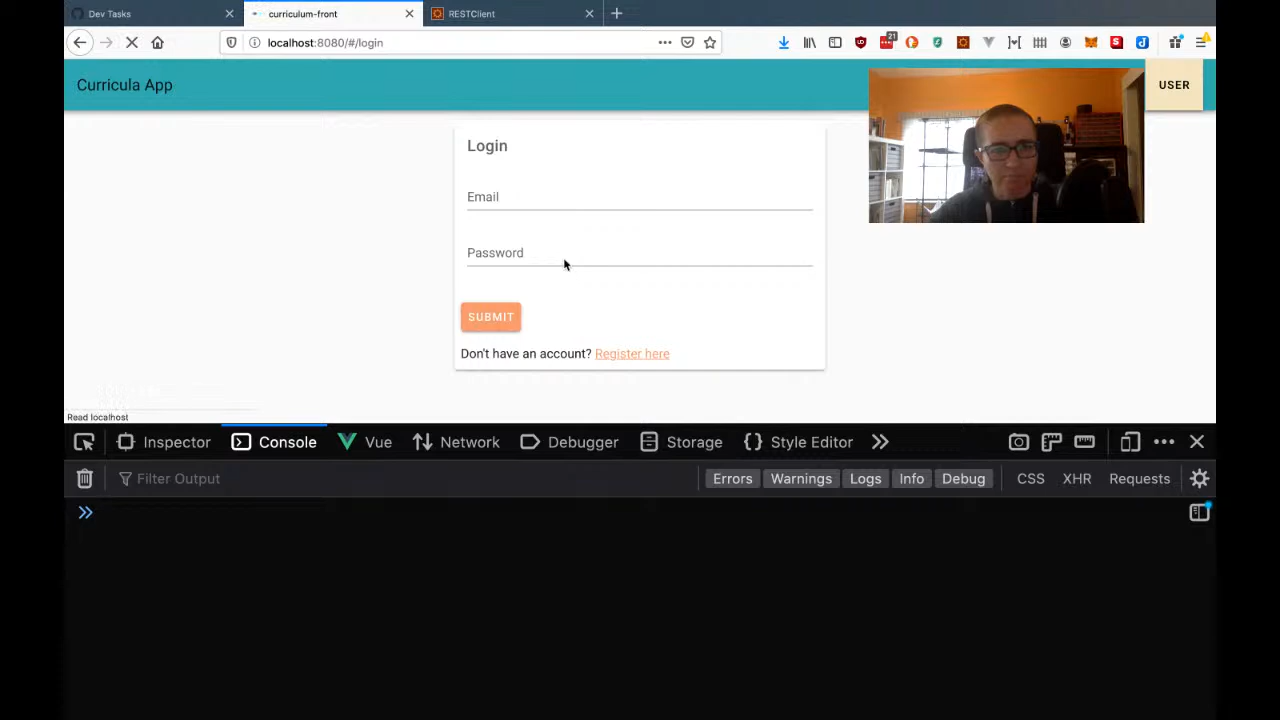 Dev Tasks
curriculum-front
RESTClient
localhost:8080/#/login
21
Curricula App
USER
Login
Email
Password
SUBMIT
Don't have an account? Register here
Read localhost
Inspector
Console
Vue
Network
Debugger
Storage
Style Editor
Filter Output
Errors
Warnings
Logs
Info
Debug
CSS
XHR
Requests